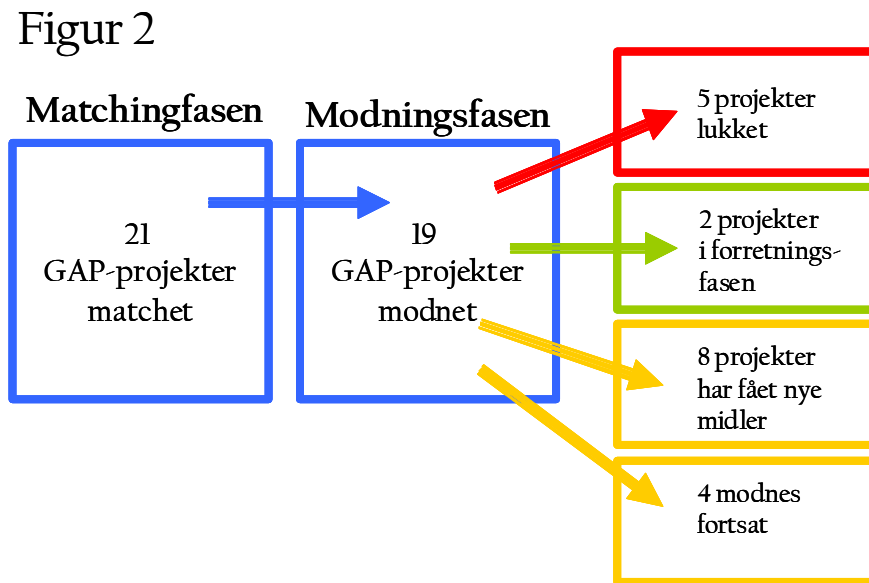 Figur 2
Matchingfasen
21
GAP-projekter
matchet
Modningsfasen
19
GAP-projekter
modnet
5 projekter
lukket
2 projekter
i forretnings-
fasen
8 projekter
har fået nye
midler
4 modnes
fortsat